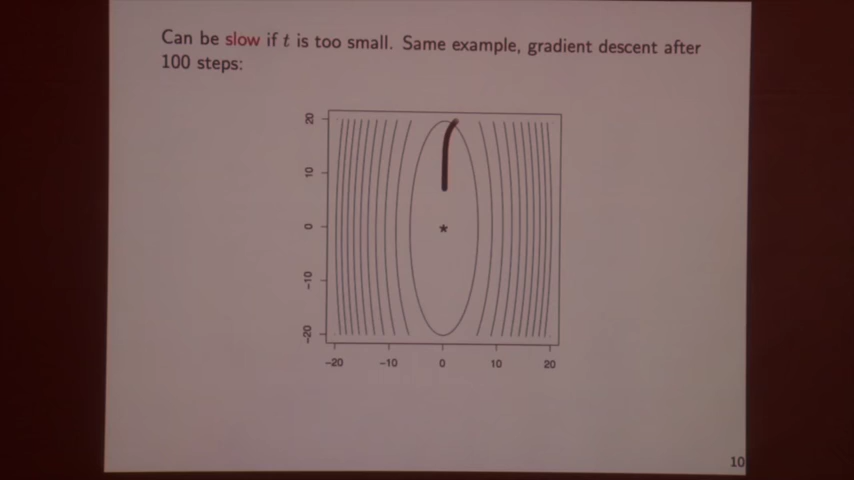 Can be slow if t is too small. Same example, gradient descent after
100 steps:
20
10
0
−10
−20
−20 −10 0 10 20
10